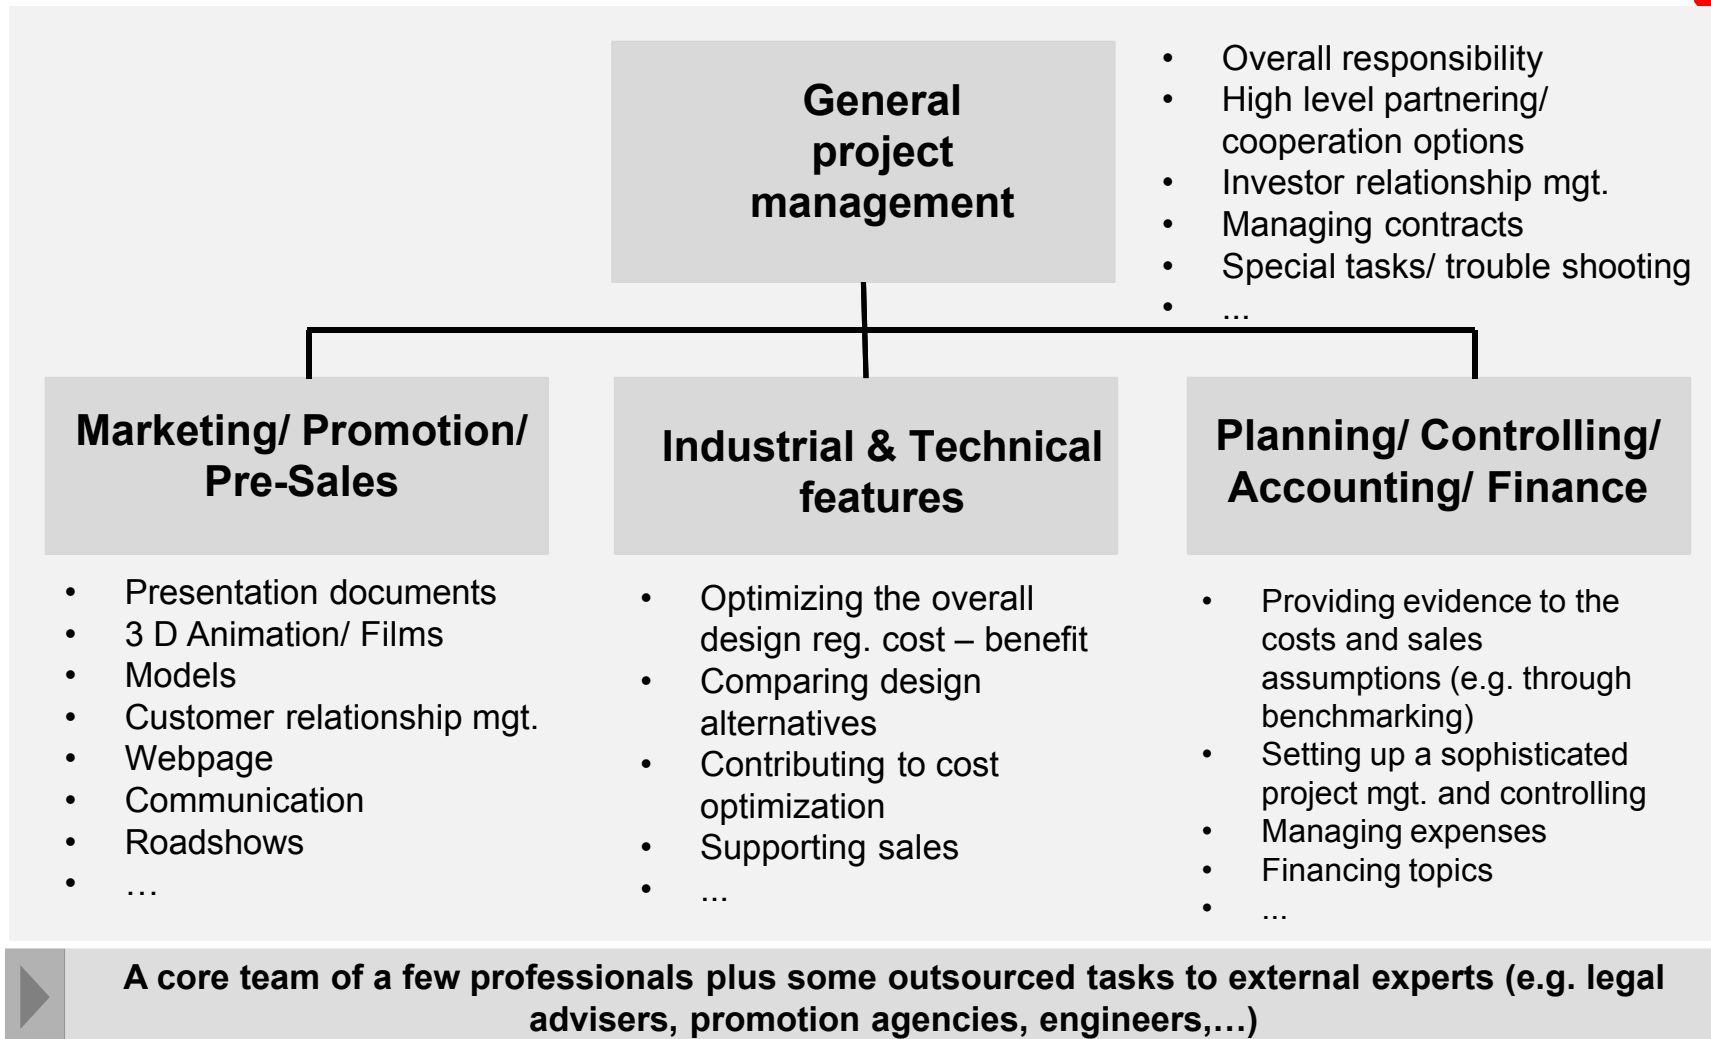 General
project
management
• Overall responsibility
• High level partnering/
cooperation options
• Investor relationship mgt.
• Managing contracts
• Special tasks/ trouble shooting
• ...
Marketing/ Promotion/
Pre-Sales
• Presentation documents
• 3 D Animation/ Films
• Models
• Customer relationship mgt.
• Webpage
• Communication
• Roadshows
• …
Industrial & Technical
features
• Optimizing the overall
design reg. cost – benefit
• Comparing design
alternatives
• Contributing to cost
optimization
• Supporting sales
• ...
Planning/ Controlling/
Accounting/ Finance
• Providing evidence to the
costs and sales
assumptions (e.g. through
benchmarking)
• Setting up a sophisticated
project mgt. and controlling
• Managing expenses
• Financing topics
• ...
A core team of a few professionals plus some outsourced tasks to external experts (e.g. legal
advisers, promotion agencies, engineers,…)